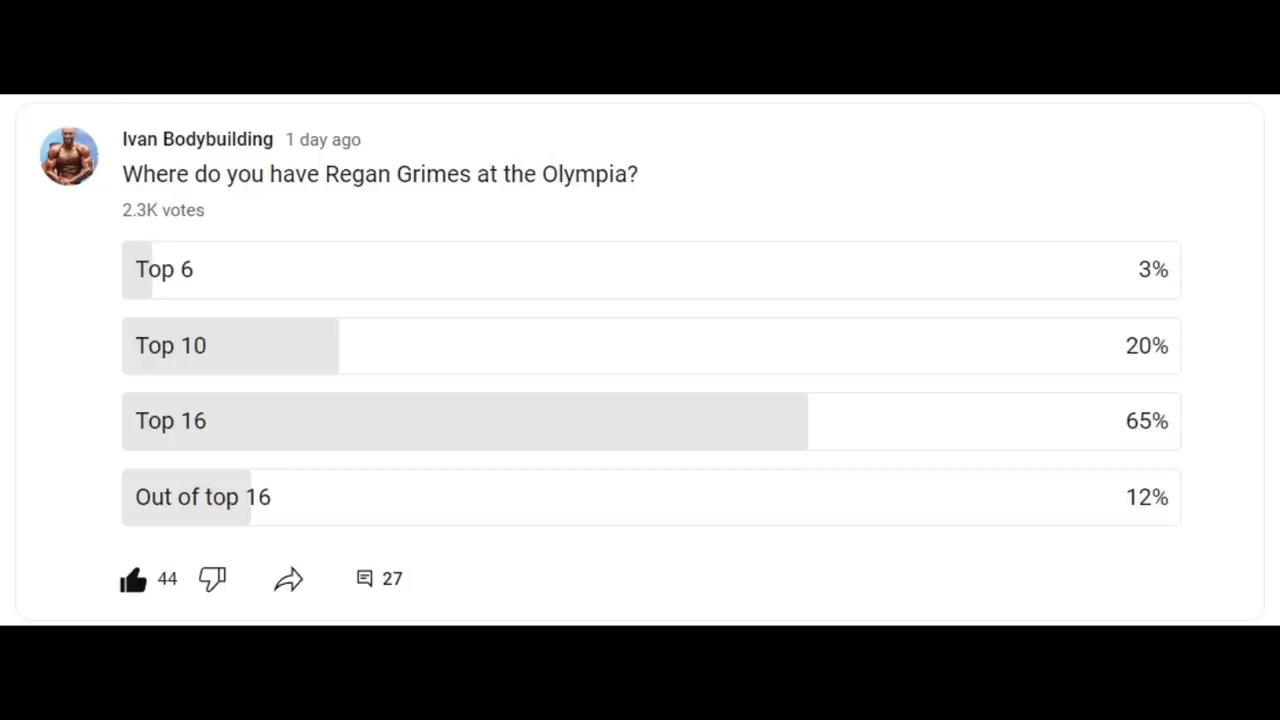 Ivan Bodybuilding 1 day ago
Where do you have Regan Grimes at the Olympia?
2.3K votes
Top 6 3%
Top 10 20%
Top 16 65%
Out of top 16 12%
44 27